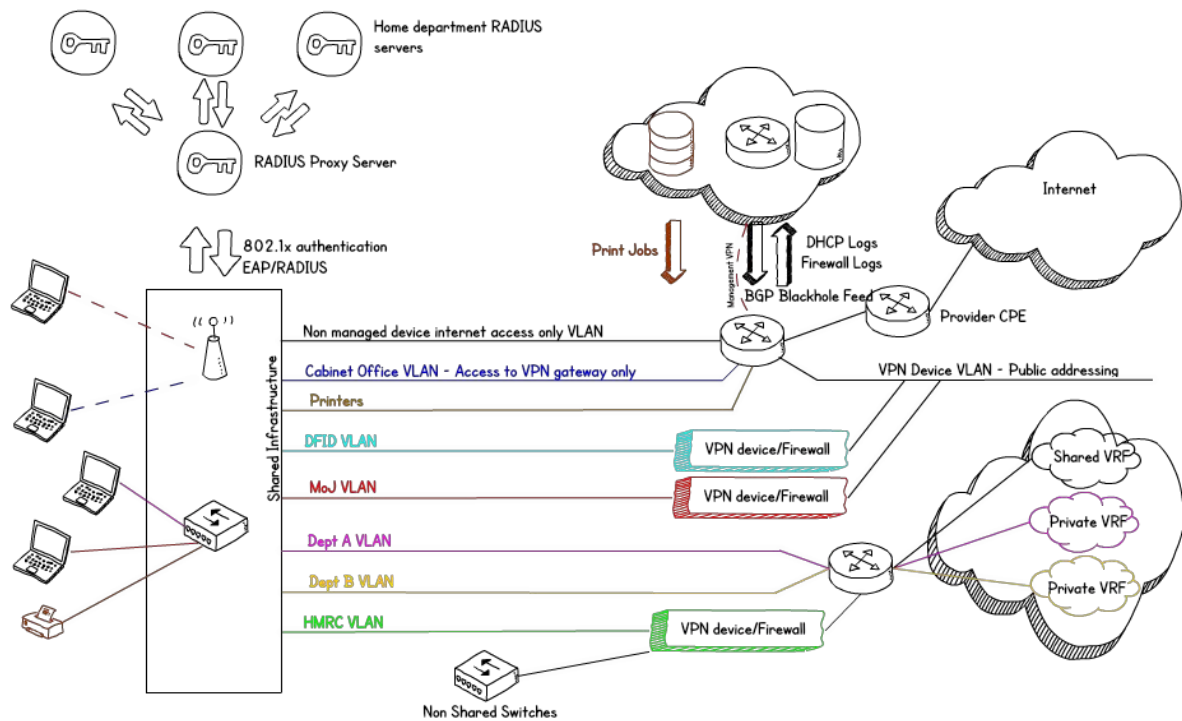 Home department RADIUS
servers
RADIUS Proxy Server
802.1x authentication
EAP/RADIUS
Print Jobs
Management VPN
DHCP Logs
Firewall Logs
BGP Blackhole Feed
Internet
Provider CPE
Shared Infrastructure
Non managed device internet access only VLAN
Cabinet Office VLAN - Access to VPN gateway only
VPN Device VLAN - Public addressing
Printers
DFID VLAN
VPN device/Firewall
MoJ VLAN
VPN device/Firewall
Shared VRF
Private VRF
Dept A VLAN
Dept B VLAN
Private VRF
HMRC VLAN
VPN device/Firewall
Non Shared Switches